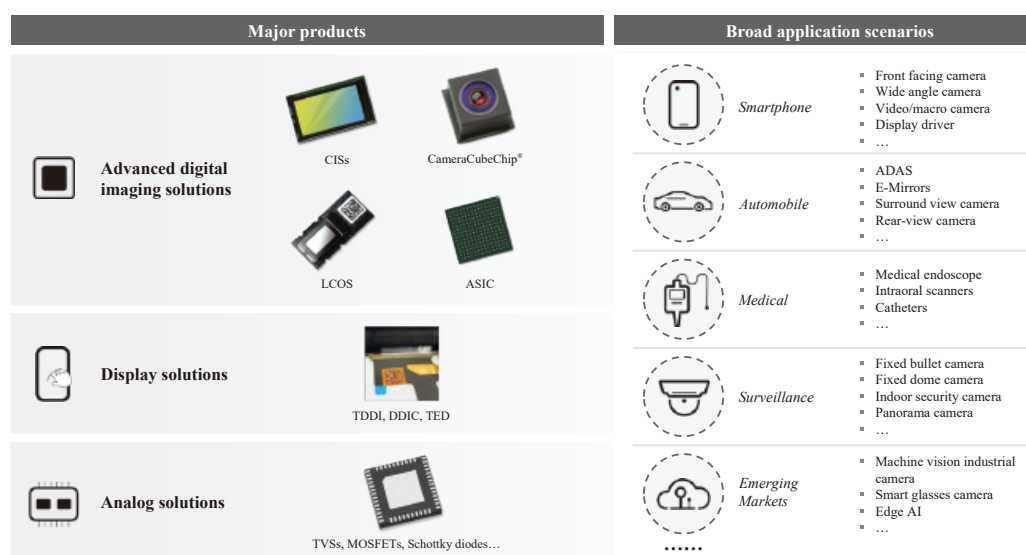 Major products
Advanced digital
imaging solutions
CISs
CameraCubeChip®
LCOS
ASIC
Display solutions
TDDI, DDIC, TED
Analog solutions
TVSs, MOSFETs, Schottky diodes…
Broad application scenarios
Smartphone
Front facing camera
Wide angle camera
Video/macro camera
Display driver
…
Automobile
ADAS
E-Mirrors
Surround view camera
Rear-view camera
…
Medical
Medical endoscope
Intraoral scanners
Catheters
…
Surveillance
Fixed bullet camera
Fixed dome camera
Indoor security camera
Panorama camera
…
Emerging
Markets
Machine vision industrial
camera
Smart glasses camera
Edge AI
…
……